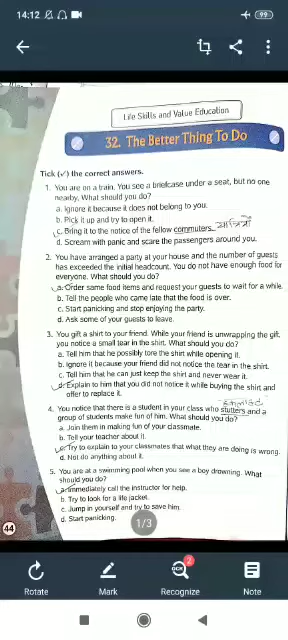 14:12
99
Life Skills and Value Education
32. The Better Thing To Do
Tick (✓) the correct answers.
1. You are on a train. You see a briefcase under a seat, but no one
nearby. What should you do?
a. Ignore it because it does not belong to you.
b. Pick it up and try to open it.
c. Bring it to the notice of the fellow commuters.
d. Scream with panic and scare the passengers around you.
2. You have arranged a party at your house and the number of guests
has exceeded the initial headcount. You do not have enough food for
everyone. What should you do?
a. Order same food items and request your guests to wait for a while.
b. Tell the people who came late that the food is over.
c. Start panicking and stop enjoying the party.
d. Ask some of your guests to leave.
3. You gift a shirt to your friend. While your friend is unwrapping the gift,
you notice a small tear in the shirt. What should you do?
a. Tell him that he possibly tore the shirt while opening it.
b. Ignore it because your friend did not notice the tear in the shirt.
c. Tell him that he can just keep the shirt and never wear it.
d. Explain to him that you did not notice it while buying the shirt and
offer to replace it.
4. You notice that there is a student in your class who stutters and a
group of students make fun of him. What should you do?
a. Join them in making fun of your classmate.
b. Tell your teacher about it.
c. Try to explain to your classmates that what they are doing is wrong.
d. Not do anything about it.
5. You are at a swimming pool when you see a boy drowning. What
should you do?
a. Immediately call the instructor for help.
b. Try to look for a life jacket.
c. Jump in yourself and try to save him.
d. Start panicking.
44
1/3
2
OCR
Rotate
Mark
Recognize
Note